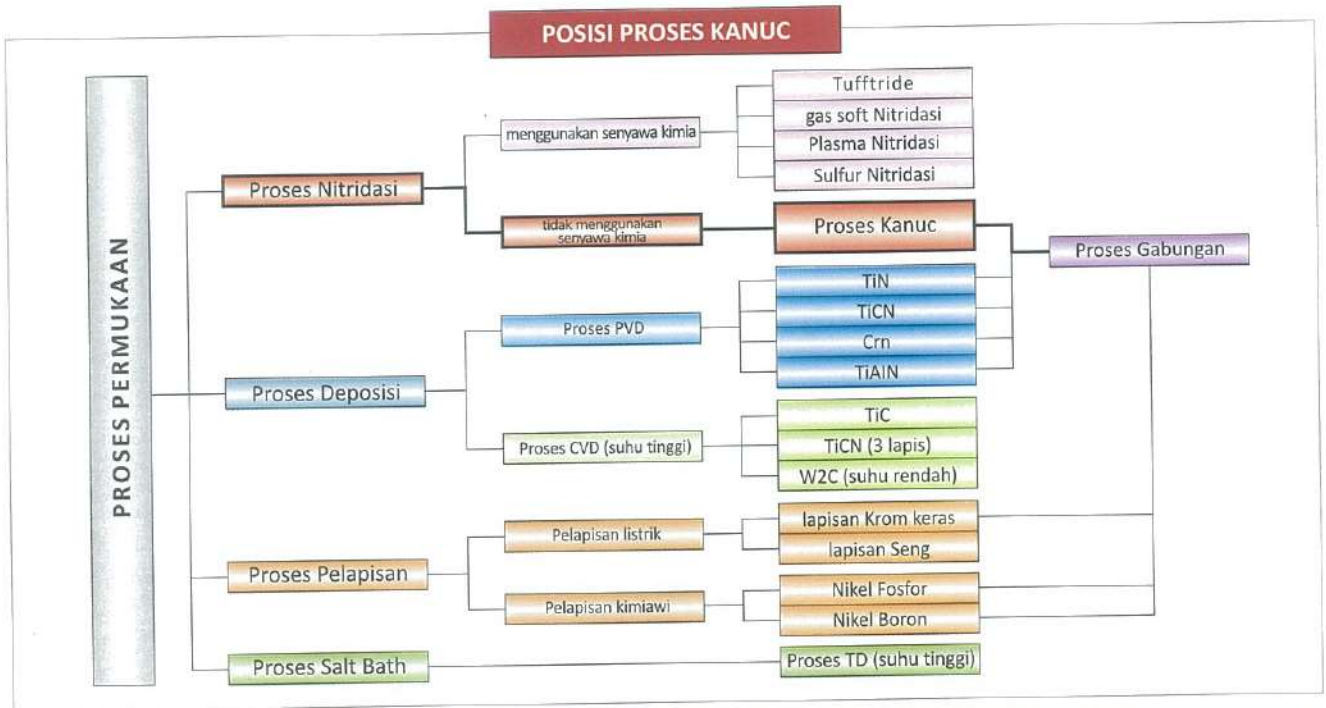 POSISI PROSES KANUC
PROSES PERMUKAAN
Proses Nitridasi
menggunakan senyawa kimia
Tufftride
gas soft Nitridasi
Plasma Nitridasi
Sulfur Nitridasi
tidak menggunakan
senyawa kimia
Proses Kanuc
Proses Gabungan
Proses Deposisi
Proses PVD
TiN
TiCN
Crn
TiAlN
Proses CVD (suhu tinggi)
TiC
TiCN (3 lapis)
W2C (suhu rendah)
Proses Pelapisan
Pelapisan listrik
lapisan Krom keras
lapisan Seng
Pelapisan kimiawi
Nikel Fosfor
Nikel Boron
Proses Salt Bath
Proses TD (suhu tinggi)